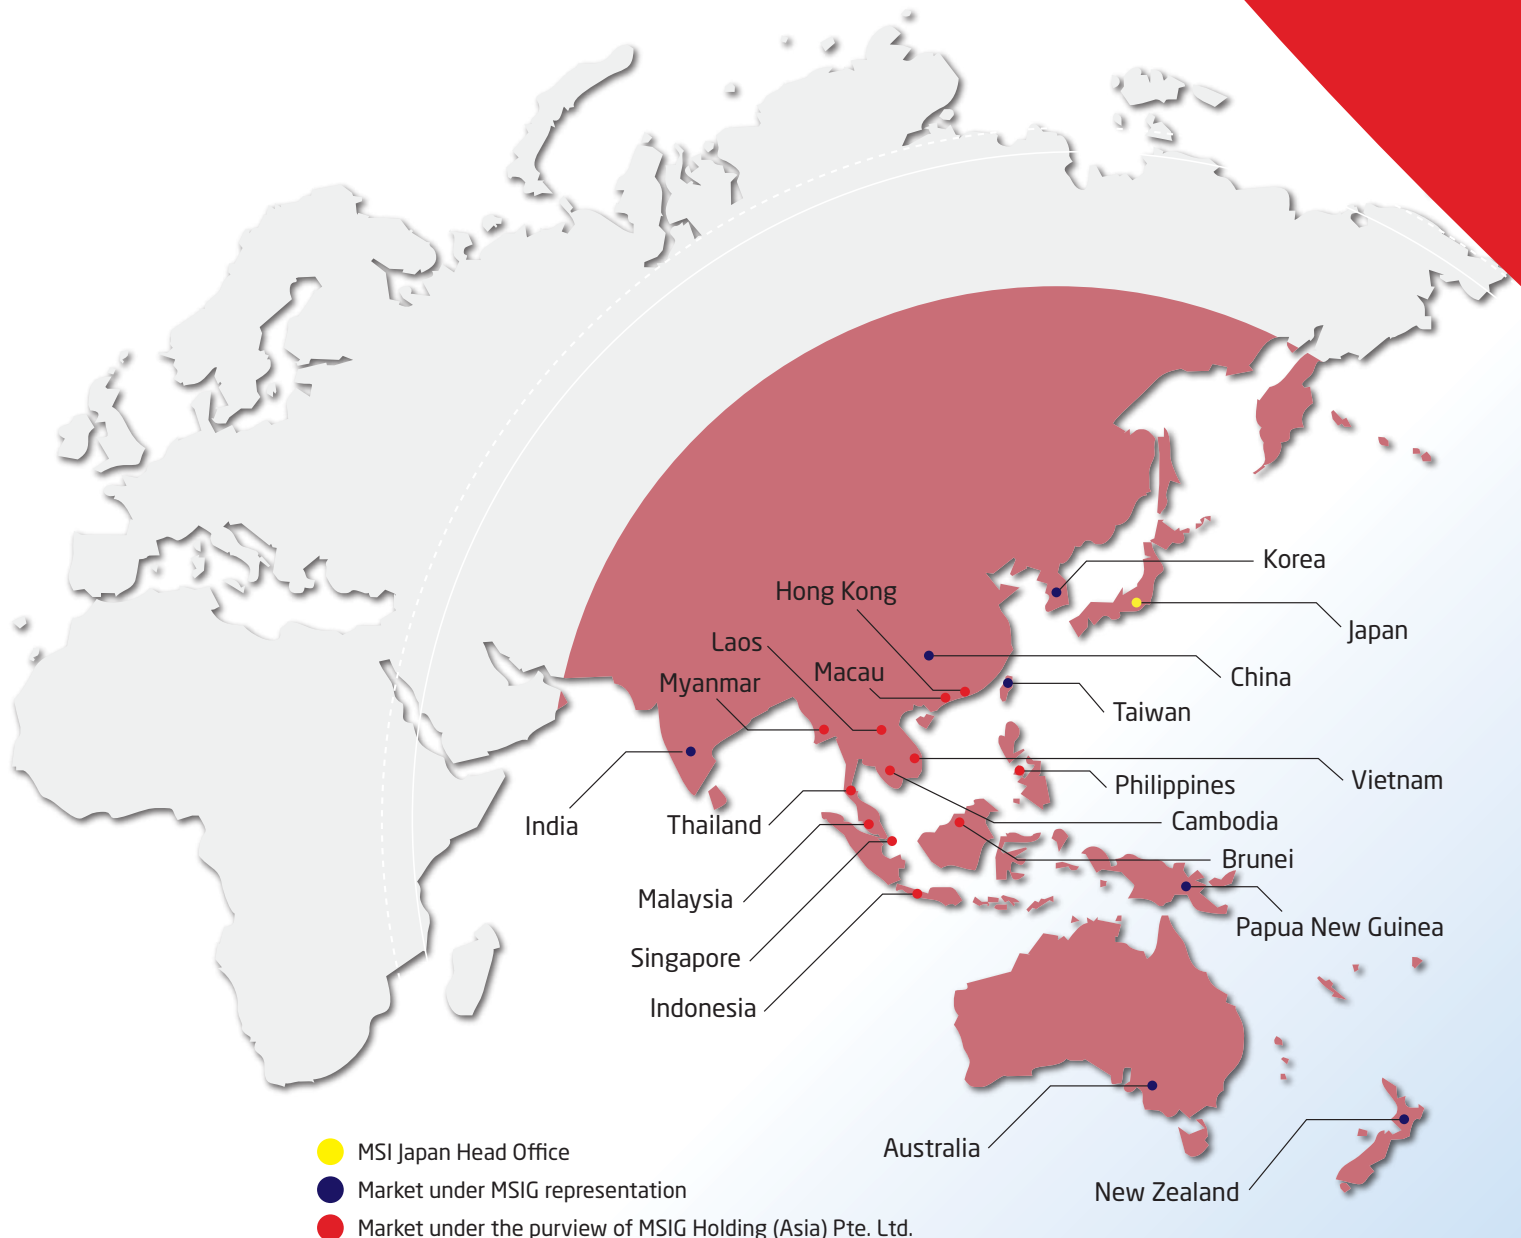 Korea
Hong Kong
Japan
Laos
Macau
China
Myanmar
Taiwan
Philippines
Vietnam
India
Thailand
Cambodia
Brunei
Malaysia
Papua New Guinea
Singapore
Indonesia
Australia
New Zealand
MSI Japan Head Office
Market under MSIG representation
Market under the purview of MSIG Holding (Asia) Pte. Ltd.